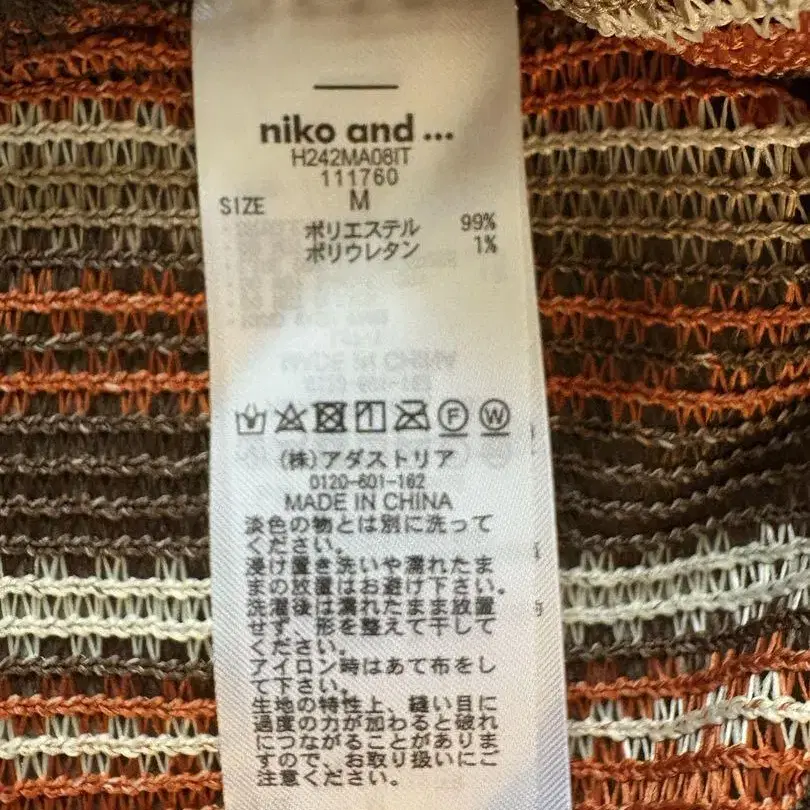 niko and ...
H242MA08IT
111760
SIZE M
ポリエステル 99%
ポリウレタン 1%
F W
(株)アダストリア
0120-601-162
MADE IN CHINA
淡色の物とは別に洗って
ください。
浸け置き洗いや濡れたま
まの放置はお避け下さい。
洗濯後は濡れたまま放置
せず、形を整えて干して
ください。
アイロン時はあて布をし
て下さい。
生地の特性上、縫い目に
過度の力が加わると破れ
につながることがありま
すので、お取り扱いにご
注意ください。